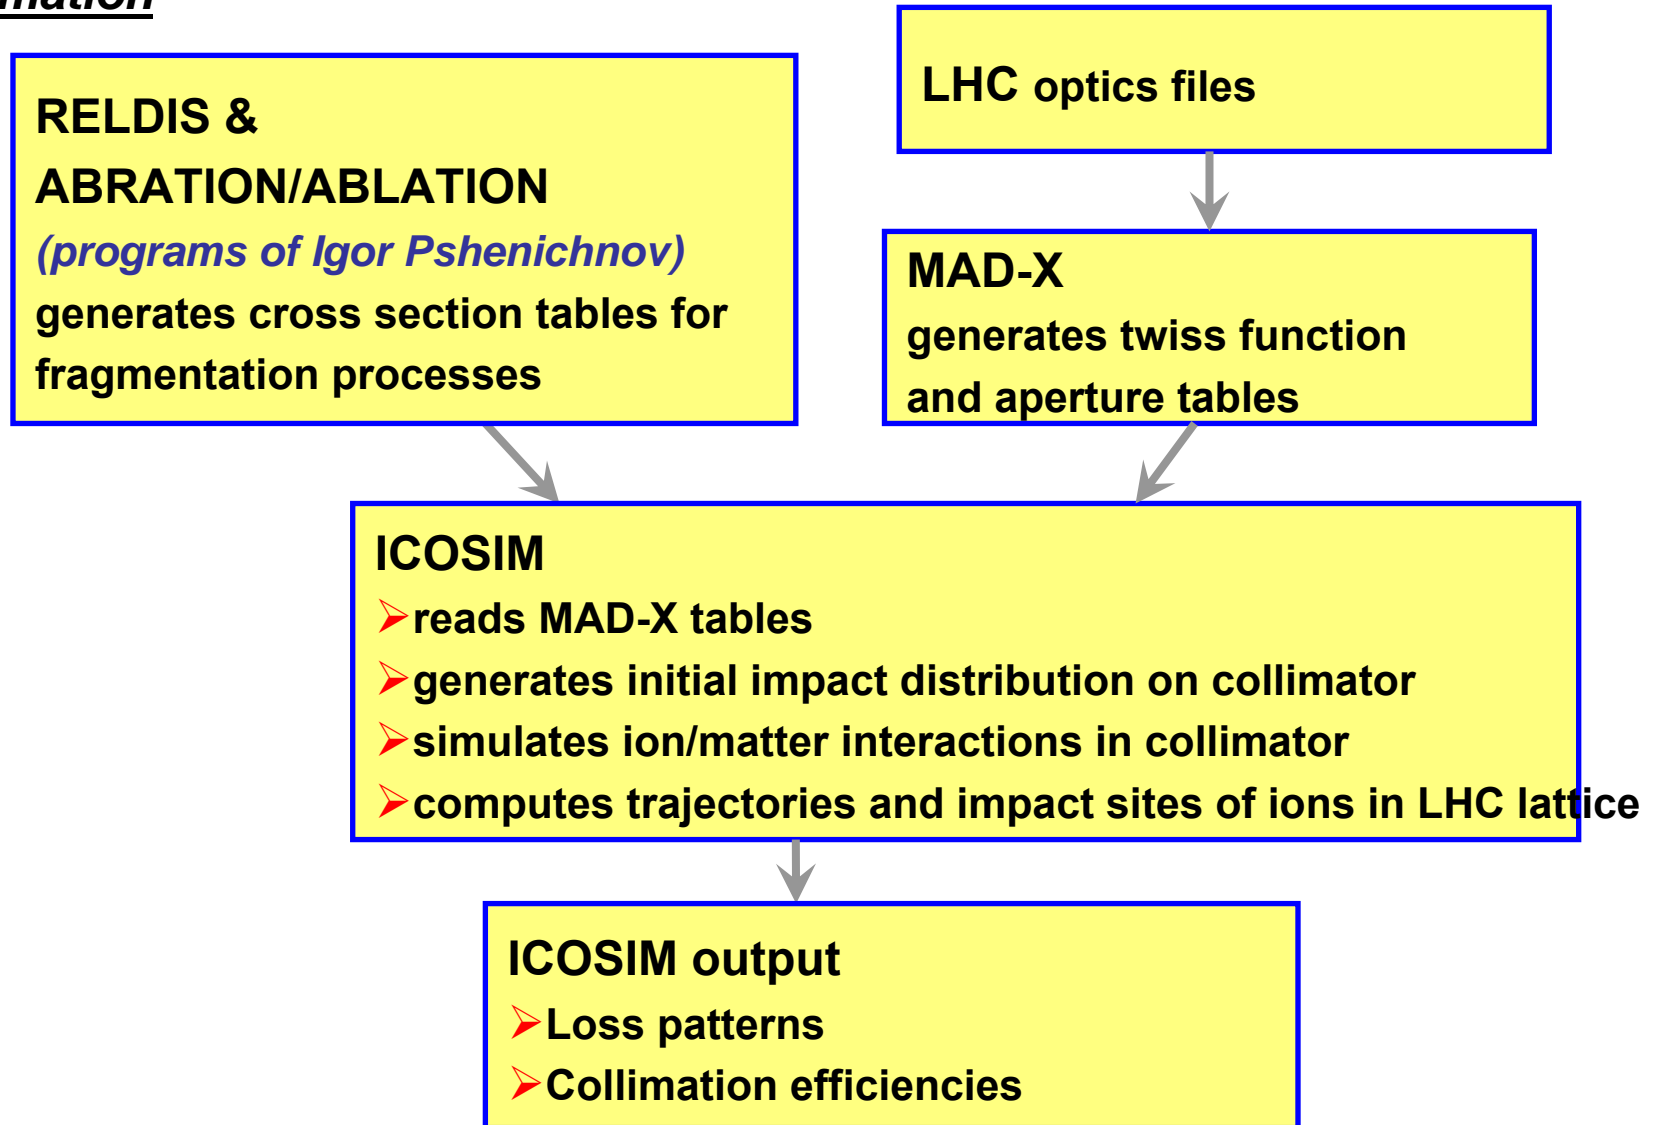 RELDIS &
ABRATION/ABLATION
(programs of Igor Pshenichnov)
generates cross section tables for
fragmentation processes
LHC optics files
MAD-X
generates twiss function
and aperture tables
ICOSIM
➢reads MAD-X tables
➢generates initial impact distribution on collimator
➢simulates ion/matter interactions in collimator
➢computes trajectories and impact sites of ions in LHC lattice
ICOSIM output
➢Loss patterns
➢Collimation efficiencies